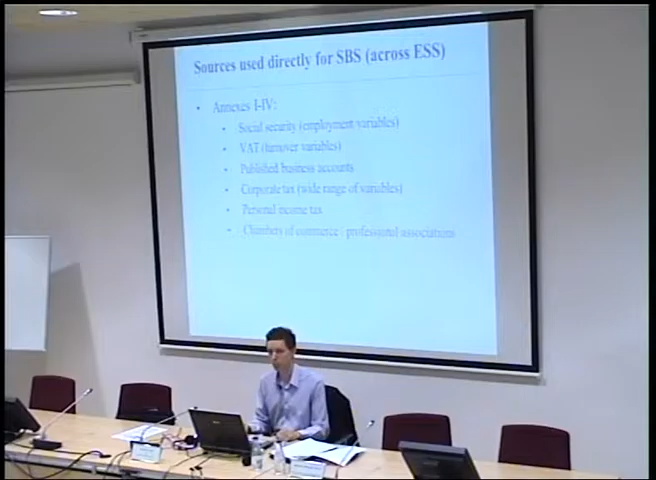 Sources used directly for SBS (across ESS)
• Annexes I-IV:
• Social security (employment variables)
• VAT (turnover variables)
• Published business accounts
• Corporate tax (wide range of variables)
• Personal income tax
• Chambers of commerce / professional associations